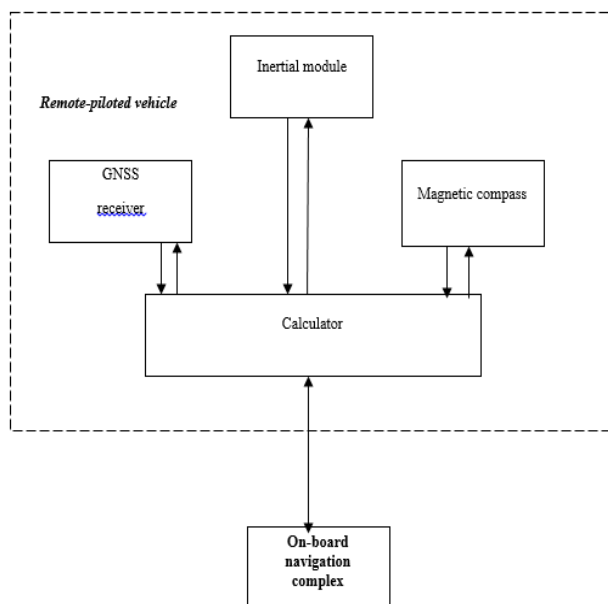 Inertial module
Remote-piloted vehicle
GNSS
receiver
Magnetic compass
Calculator
On-board
navigation
complex